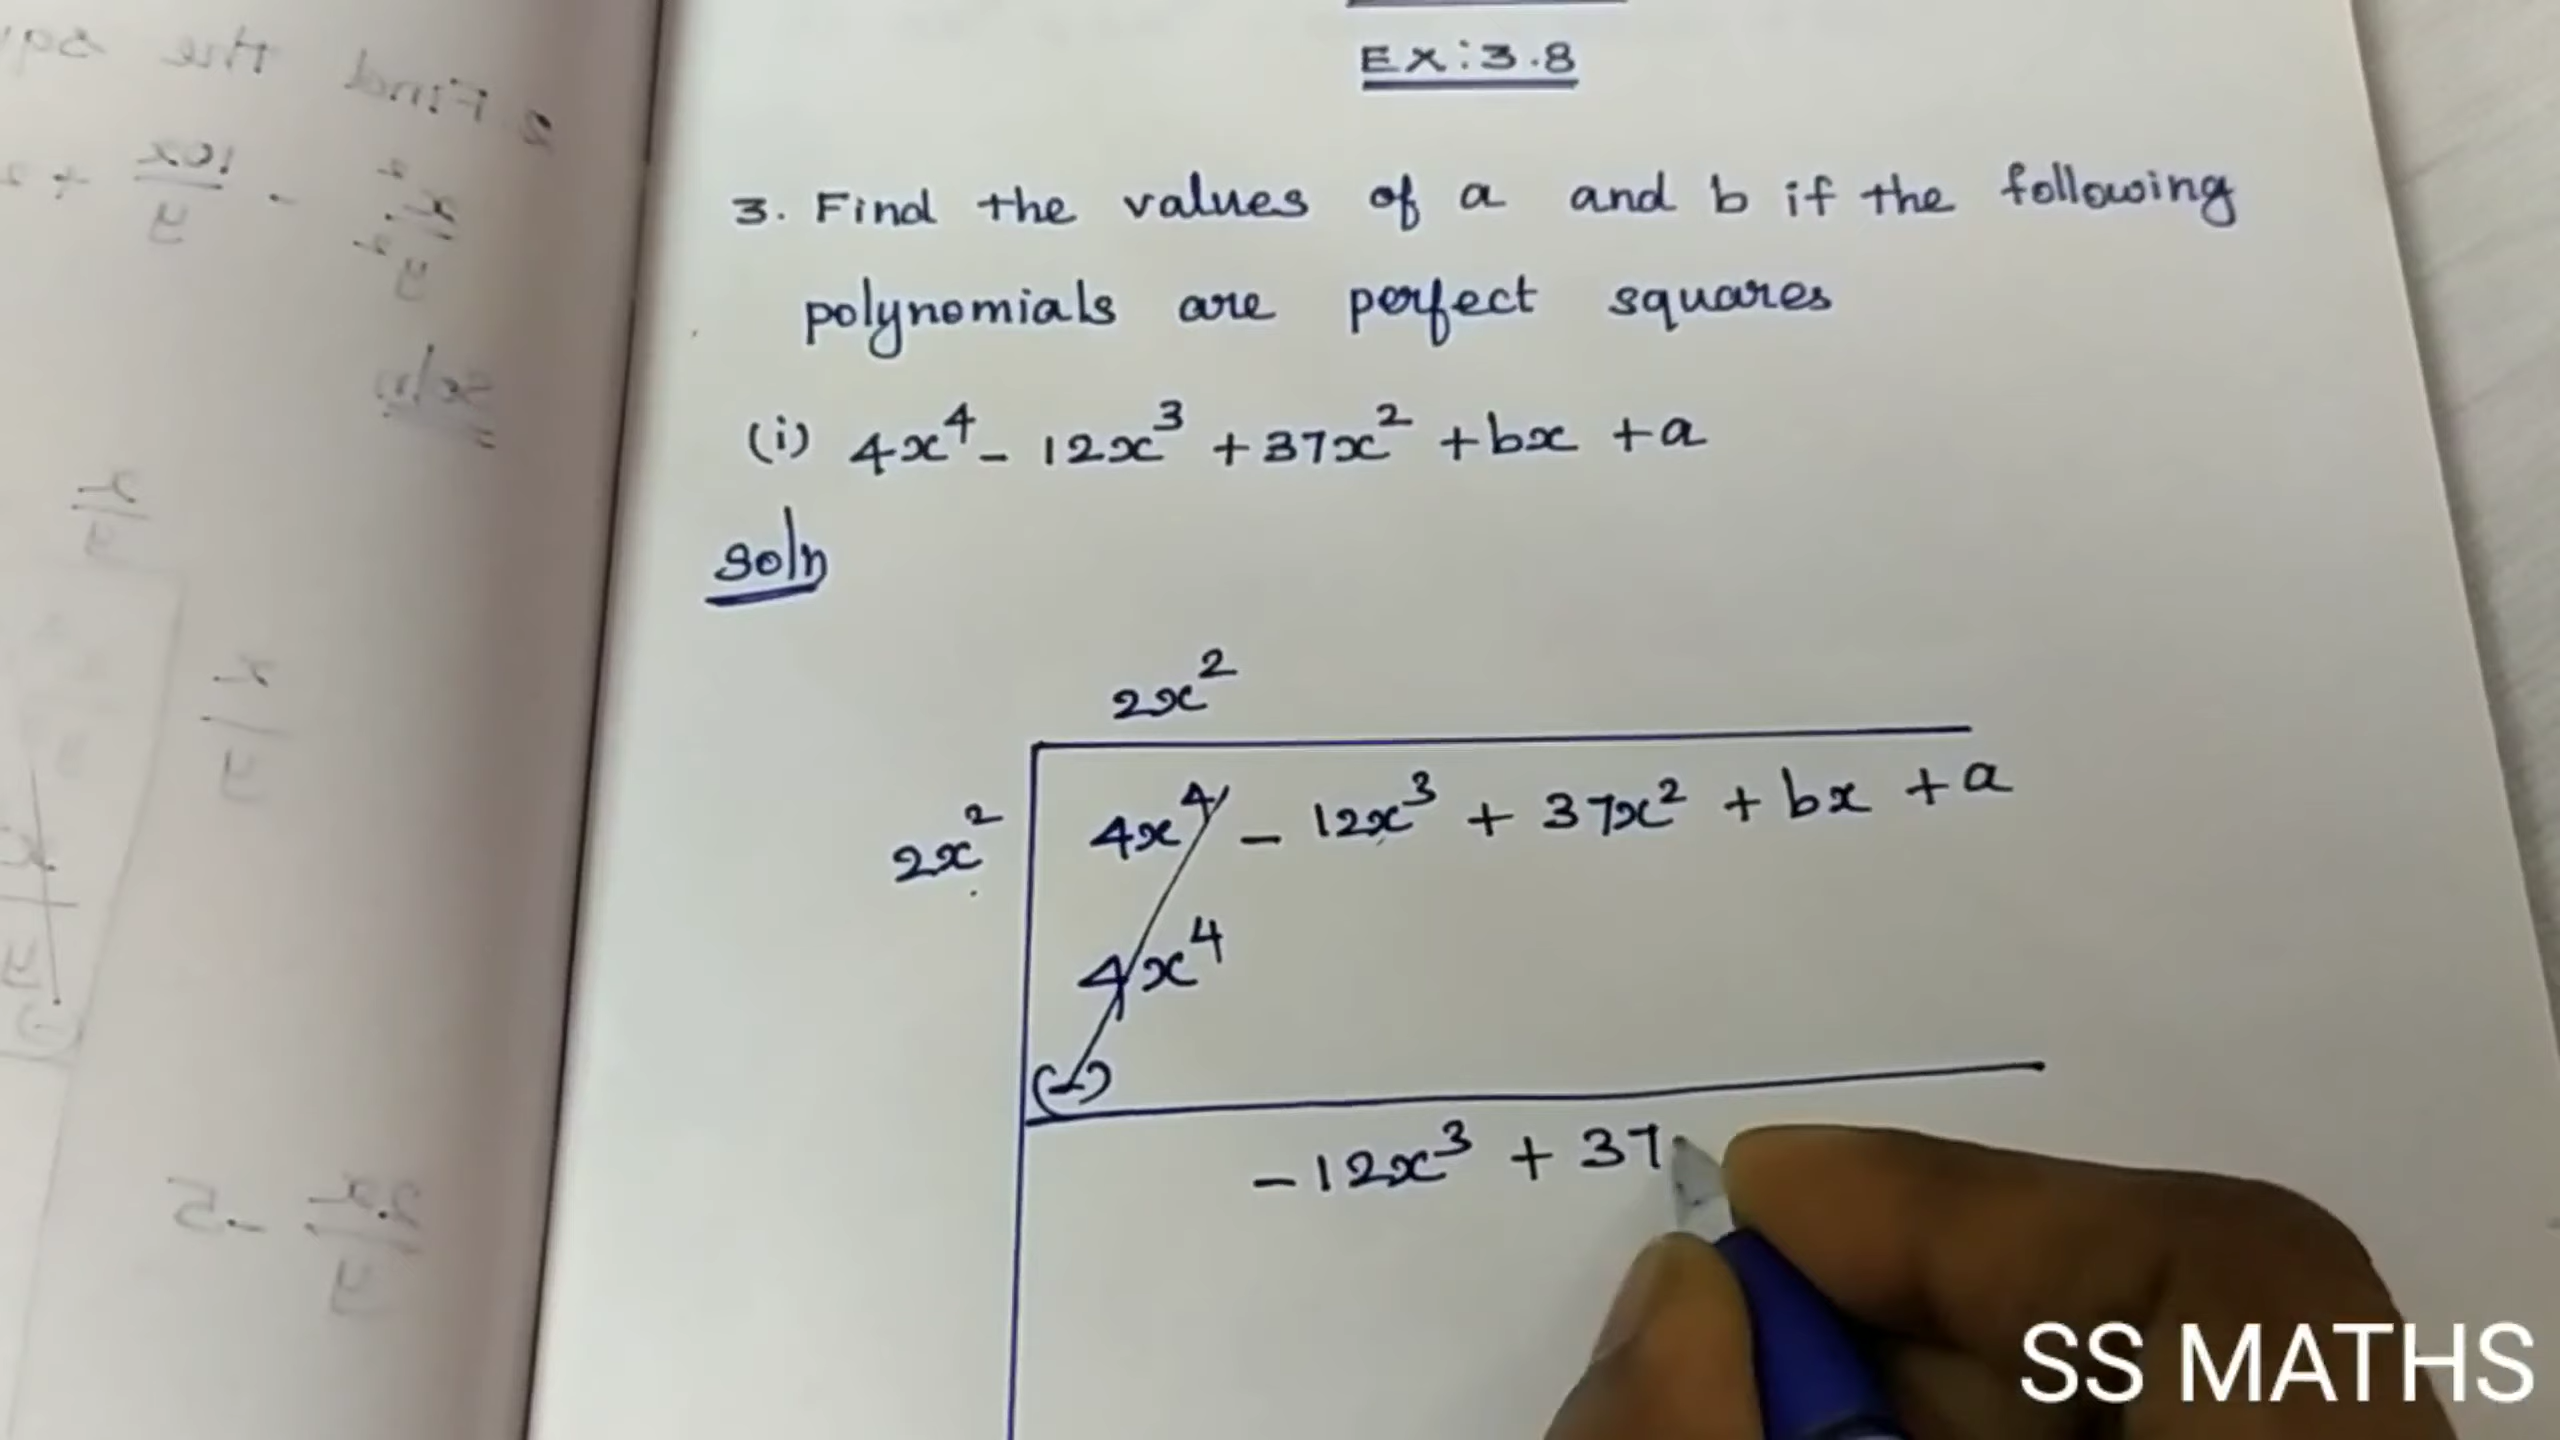 Ex: 3.8
3. Find the values of a and b if the following
polynomials are perfect squares
(i) 4x⁴ - 12x³ + 37x² + bx + a
Soln
2x²
2x² 4x⁴ - 12x³ + 37x² + bx + a
4x⁴
(-)
-12x³ + 37
SS MATHS